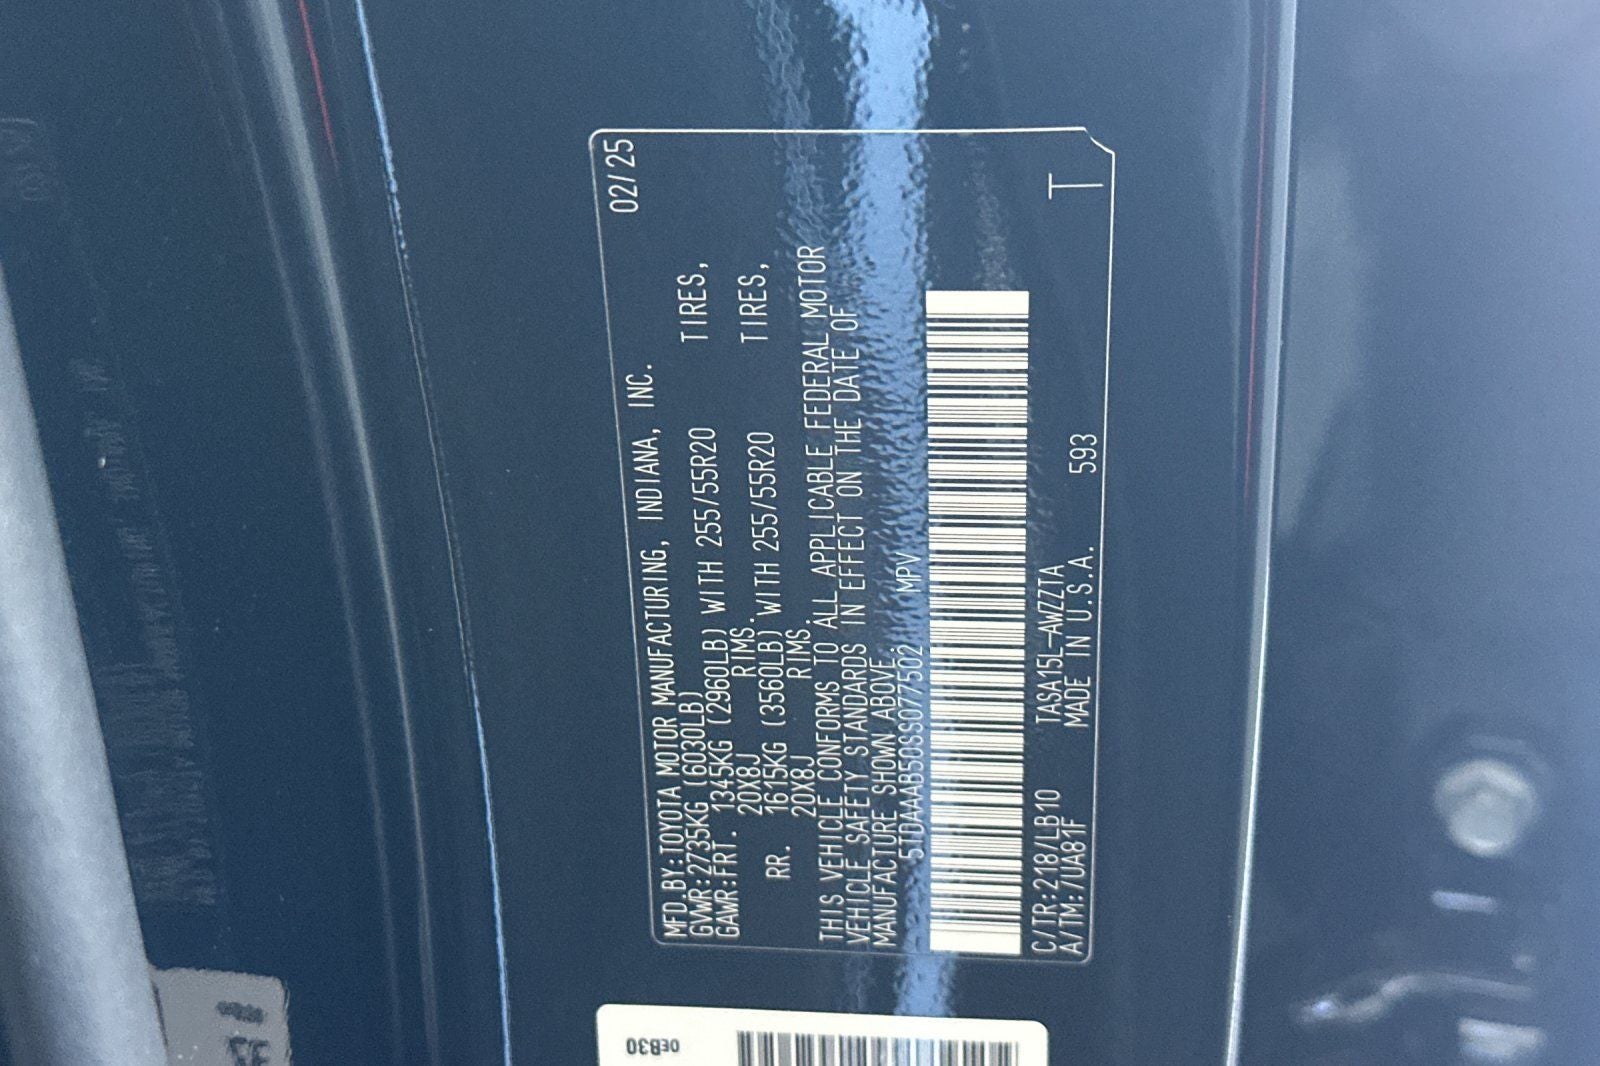 02/25
MFD.BY:TOYOTA MOTOR MANUFACTURING, INDIANA, INC.
GVWR:2735KG (6030LB)
GAWR:FRT. 1345KG (2960LB) WITH 255/55R20 TIRES,
20X8J RIMS.
RR. 1615KG (3560LB) WITH 255/55R20 TIRES,
20X8J RIMS.
THIS VEHICLE CONFORMS TO ALL APPLICABLE FEDERAL MOTOR
VEHICLE SAFETY STANDARDS IN EFFECT ON THE DATE OF
MANUFACTURE SHOWN ABOVE.
5TDAAAB50SS077502 MPV
C/TR:218/LB10 TASA15L-AWZZTA 593 T
A/TM:/UA81F MADE IN U.S.A.
0EB30